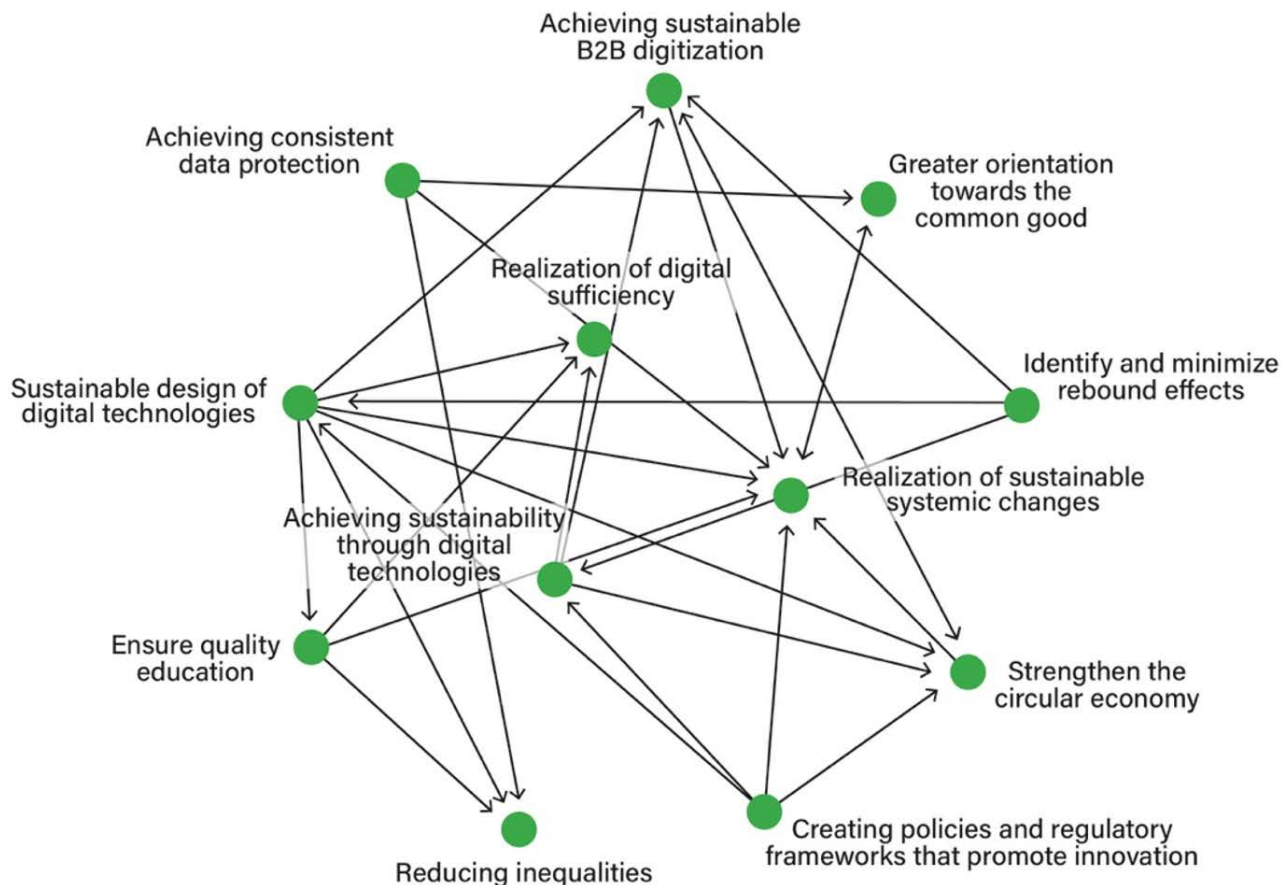 Achieving sustainable
B2B digitization
Achieving consistent
data protection
Greater orientation
towards the
common good
Realization of digital
sufficiency
Identify and minimize
rebound effects
Sustainable design of
digital technologies
Realization of sustainable
systemic changes
Achieving sustainability
through digital
technologies
Ensure quality
education
Strengthen the
circular economy
Creating policies and regulatory
frameworks that promote innovation
Reducing inequalities